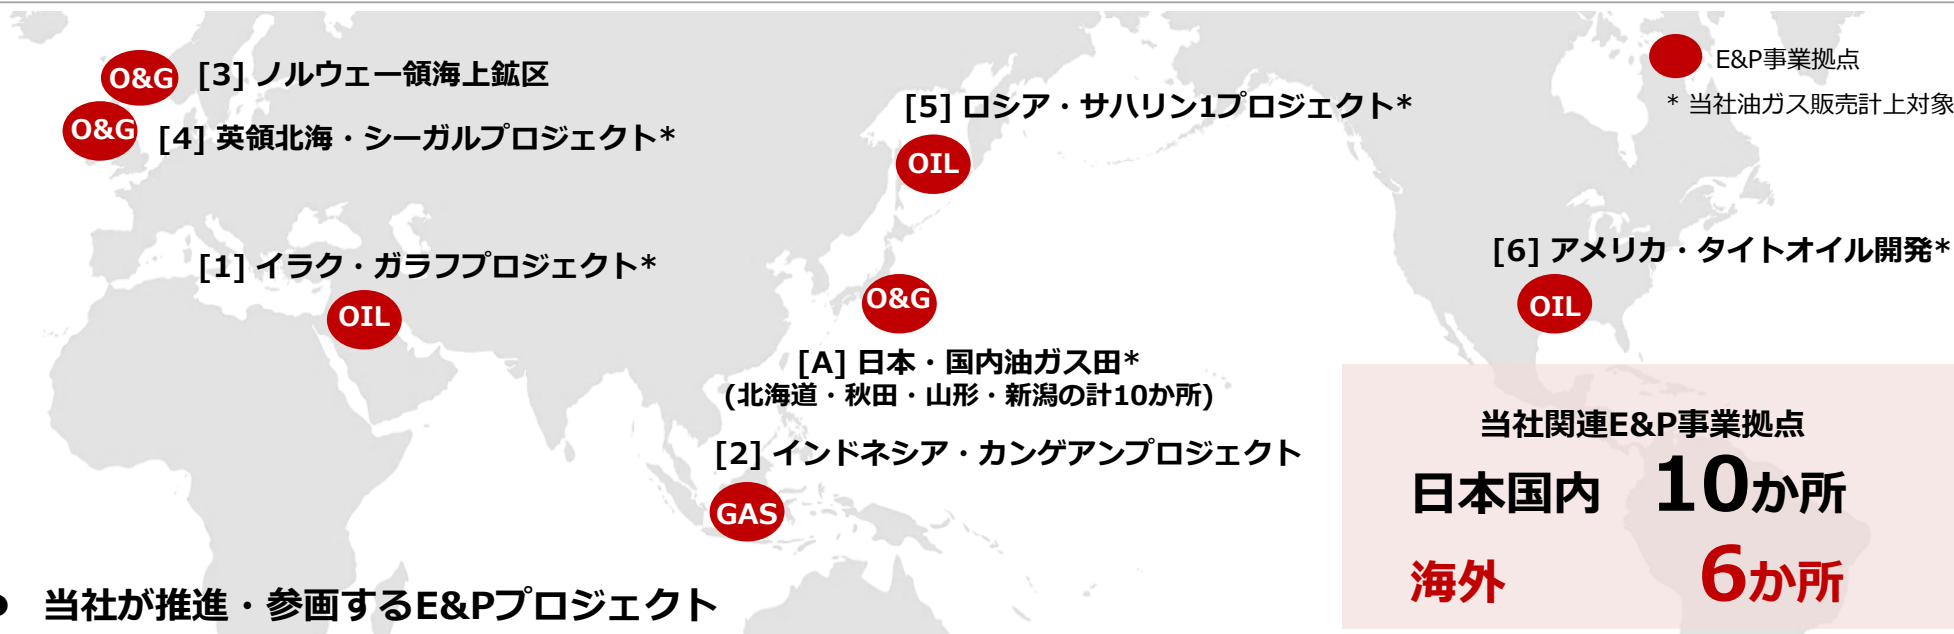 O&G [3] ノルウェー領海上鉱区
O&G [4] 英領北海・シーガルプロジェクト*
[5] ロシア・サハリン1プロジェクト*
OIL
E&P事業拠点
* 当社油ガス販売計上対象
[1] イラク・ガラフプロジェクト*
OIL
[6] アメリカ・タイトオイル開発*
OIL
O&G
[A] 日本・国内油ガス田*
(北海道・秋田・山形・新潟の計10か所)
[2] インドネシア・カンゲアンプロジェクト
GAS
当社関連E&P事業拠点
日本国内 10か所
海外 6か所
● 当社が推進・参画するE&Pプロジェクト